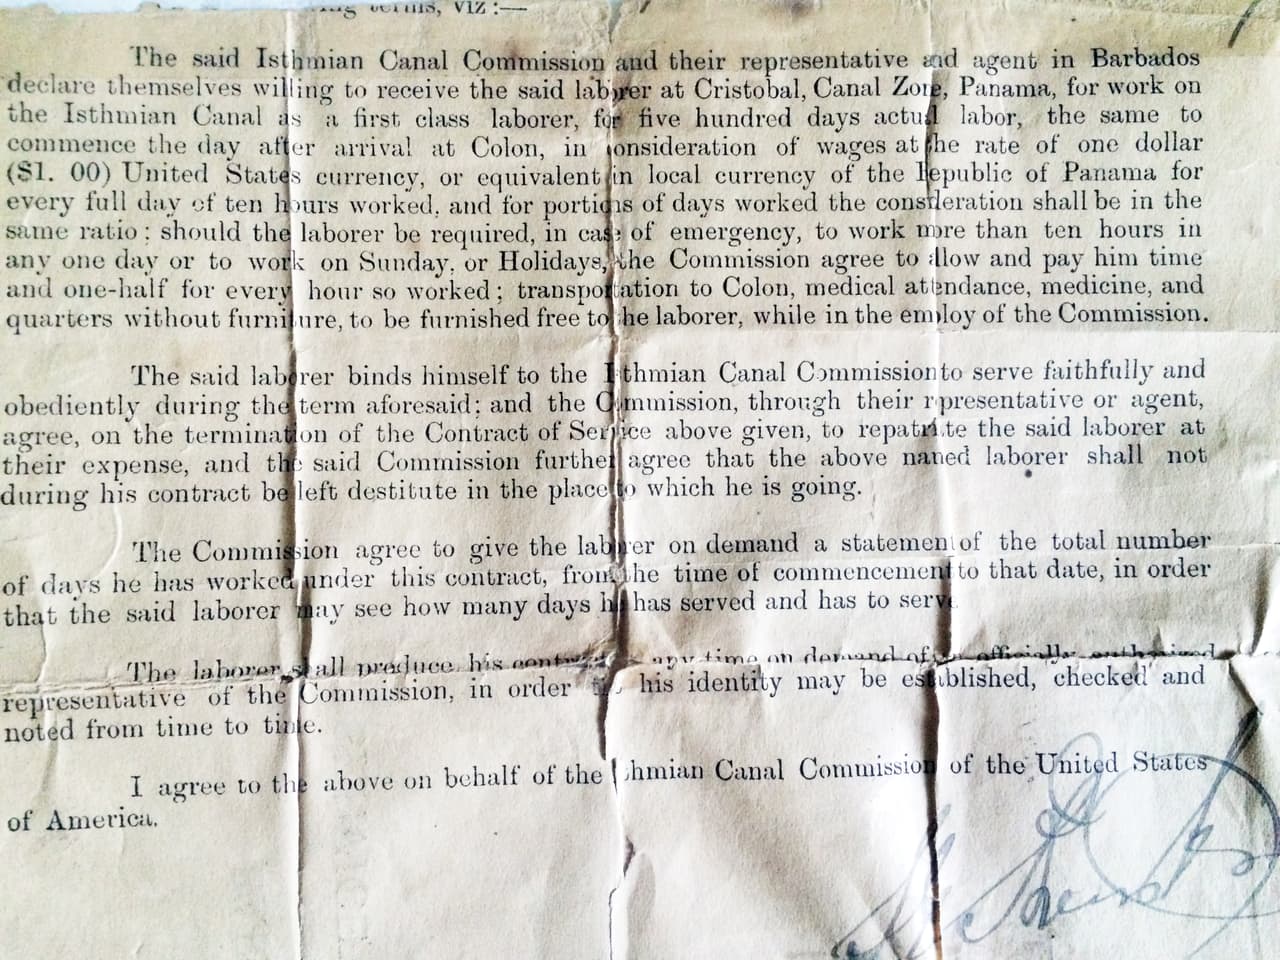 terms, VIZ :—
The said Isthmian Canal Commission and their representative and agent in Barbados
declare themselves willing to receive the said laborer at Cristobal, Canal Zone, Panama, for work on
the Isthmian Canal as a first class laborer, for five hundred days actual labor, the same to
commence the day after arrival at Colon, in consideration of wages at the rate of one dollar
($1. 00) United States currency, or equivalent in local currency of the Republic of Panama for
every full day of ten hours worked, and for portions of days worked the consideration shall be in the
same ratio ; should the laborer be required, in case of emergency, to work more than ten hours in
any one day or to work on Sunday, or Holidays, the Commission agree to allow and pay him time
and one-half for every hour so worked ; transportation to Colon, medical attendance, medicine, and
quarters without furniture, to be furnished free to the laborer, while in the employ of the Commission.
The said laborer binds himself to the Isthmian Canal Commission to serve faithfully and
obediently during the term aforesaid; and the Commission, through their representative or agent,
agree, on the termination of the Contract of Service above given, to repatriate the said laborer at
their expense, and the said Commission further agree that the above named laborer shall not
during his contract be left destitute in the place to which he is going.
The Commission agree to give the laborer on demand a statement of the total number
of days he has worked under this contract, from the time of commencement to that date, in order
that the said laborer may see how many days he has served and has to serve.
The laborer shall produce his contract any time on demand of officially authorized
representative of the Commission, in order his identity may be established, checked and
noted from time to time.
I agree to the above on behalf of the Isthmian Canal Commission of the United States
of America.